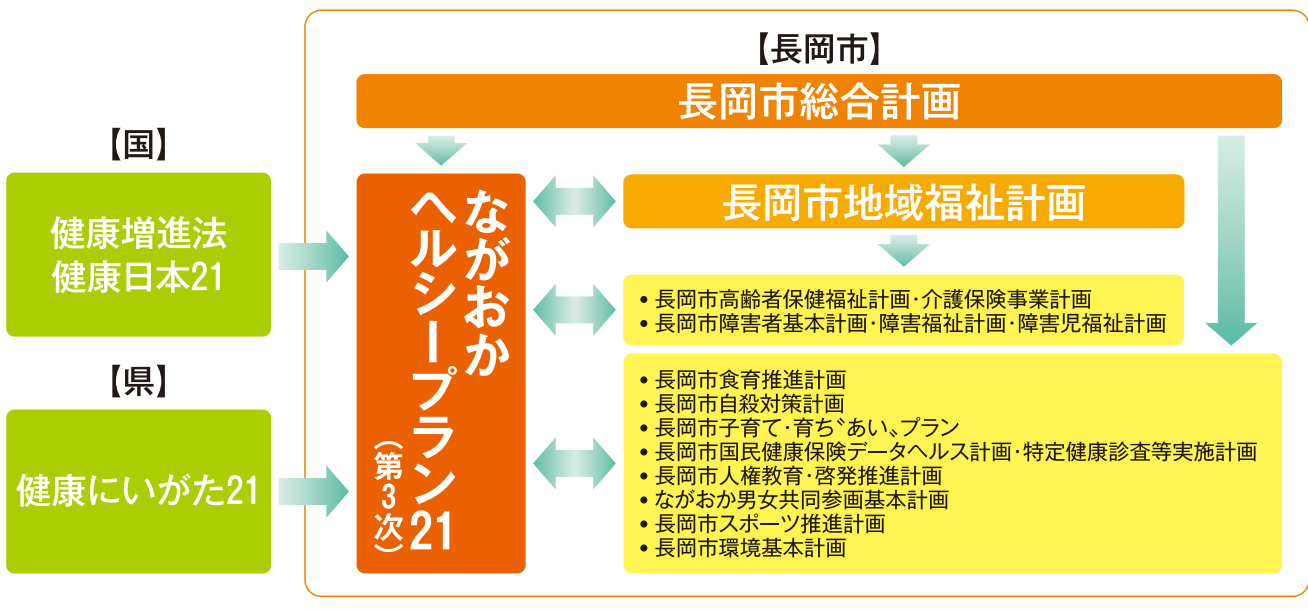 【国】
健康増進法
健康日本21
【県】
健康にいがた21
【長岡市】
長岡市総合計画
ながおか
ヘルシープラン21
（第3次）
長岡市地域福祉計画
• 長岡市高齢者保健福祉計画・介護保険事業計画
• 長岡市障害者基本計画・障害福祉計画・障害児福祉計画
• 長岡市食育推進計画
• 長岡市自殺対策計画
• 長岡市子育て・育ち〝あい〟プラン
• 長岡市国民健康保険データヘルス計画・特定健康診査等実施計画
• 長岡市人権教育・啓発推進計画
• ながおか男女共同参画基本計画
• 長岡市スポーツ推進計画
• 長岡市環境基本計画